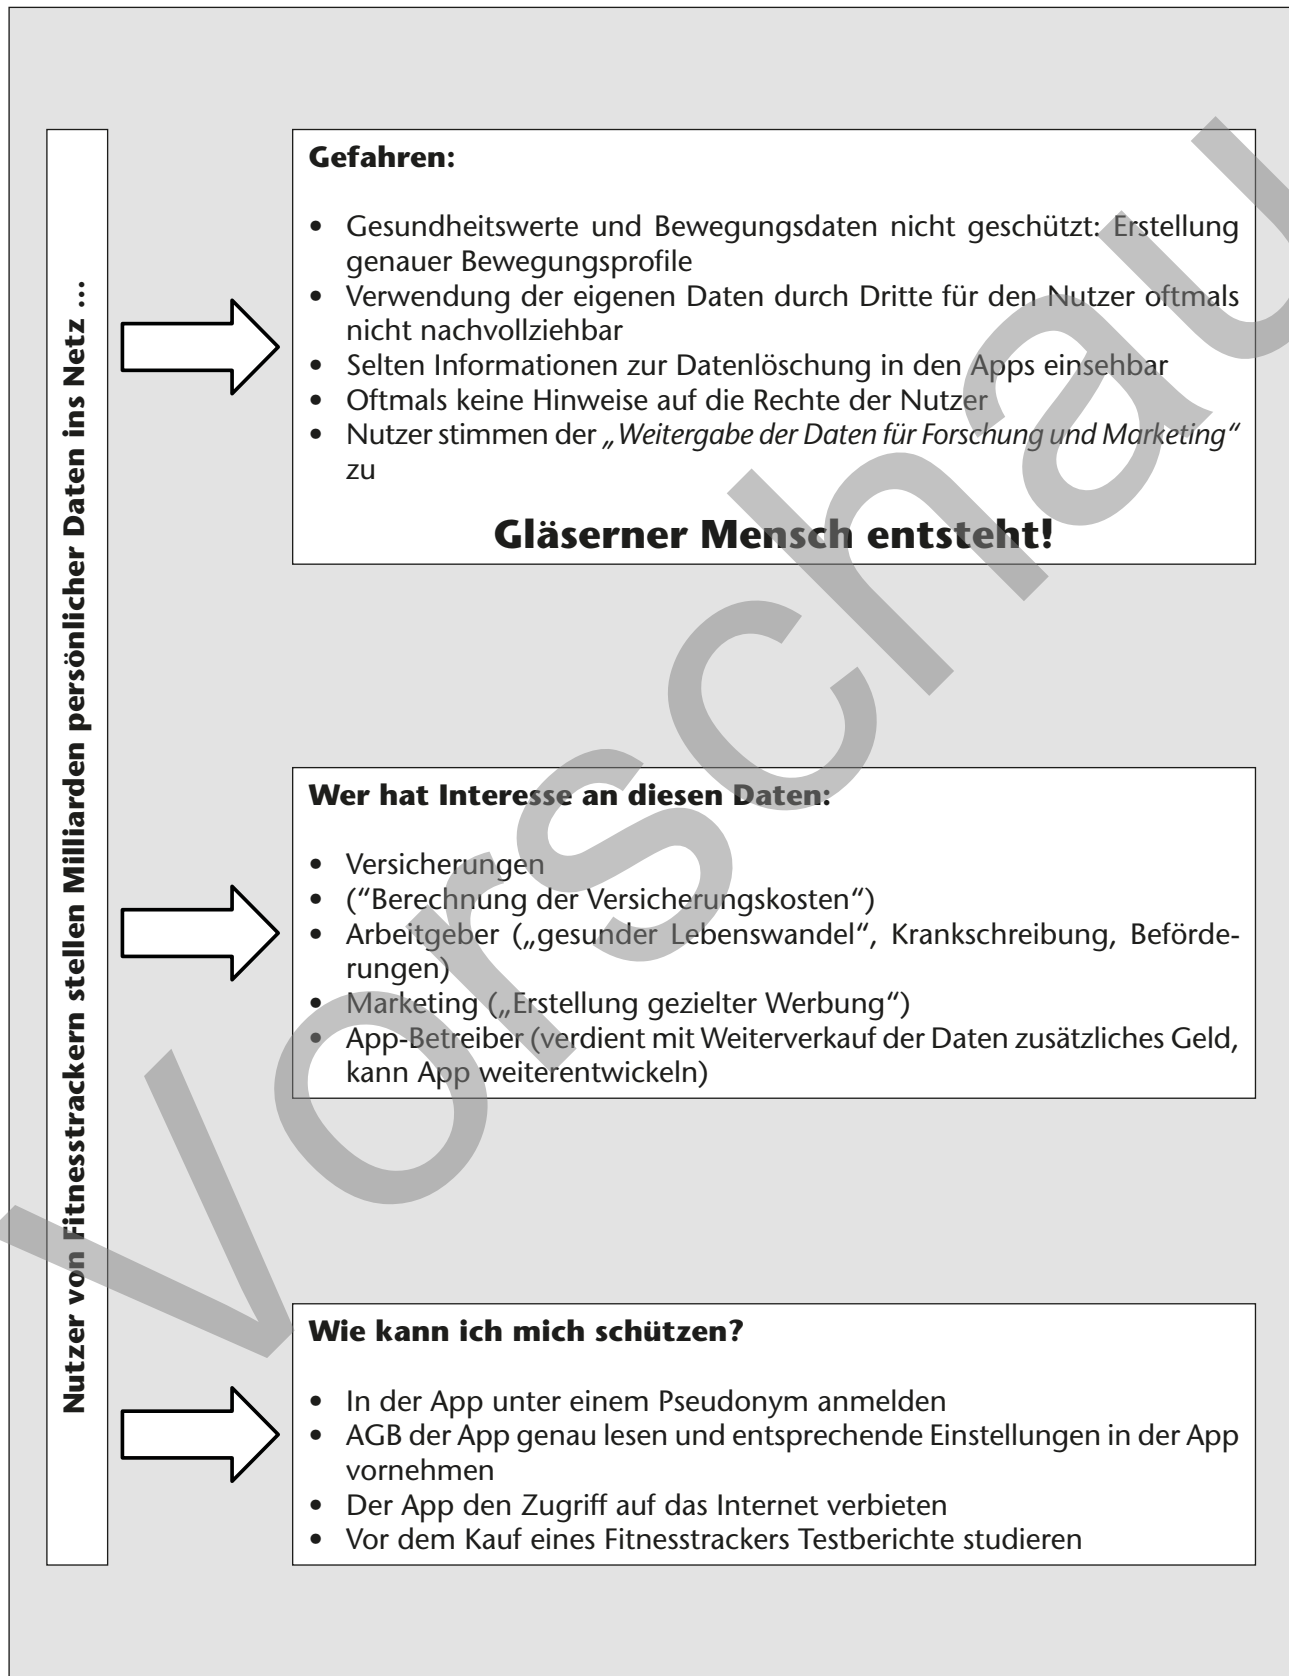 Nutzer von Fitnesstrackern stellen Milliarden persönlicher Daten ins Netz …
Gefahren:
• Gesundheitswerte und Bewegungsdaten nicht geschützt: Erstellung
genauer Bewegungsprofile
• Verwendung der eigenen Daten durch Dritte für den Nutzer oftmals
nicht nachvollziehbar
• Selten Informationen zur Datenlöschung in den Apps einsehbar
• Oftmals keine Hinweise auf die Rechte der Nutzer
• Nutzer stimmen der „Weitergabe der Daten für Forschung und Marketing“
zu
Gläserner Mensch entsteht!
Wer hat Interesse an diesen Daten:
• Versicherungen
• (“Berechnung der Versicherungskosten“)
• Arbeitgeber („gesunder Lebenswandel“, Krankschreibung, Beförde-
rungen)
• Marketing („Erstellung gezielter Werbung“)
• App-Betreiber (verdient mit Weiterverkauf der Daten zusätzliches Geld,
kann App weiterentwickeln)
Wie kann ich mich schützen?
• In der App unter einem Pseudonym anmelden
• AGB der App genau lesen und entsprechende Einstellungen in der App
vornehmen
• Der App den Zugriff auf das Internet verbieten
• Vor dem Kauf eines Fitnesstrackers Testberichte studieren
Vorschau